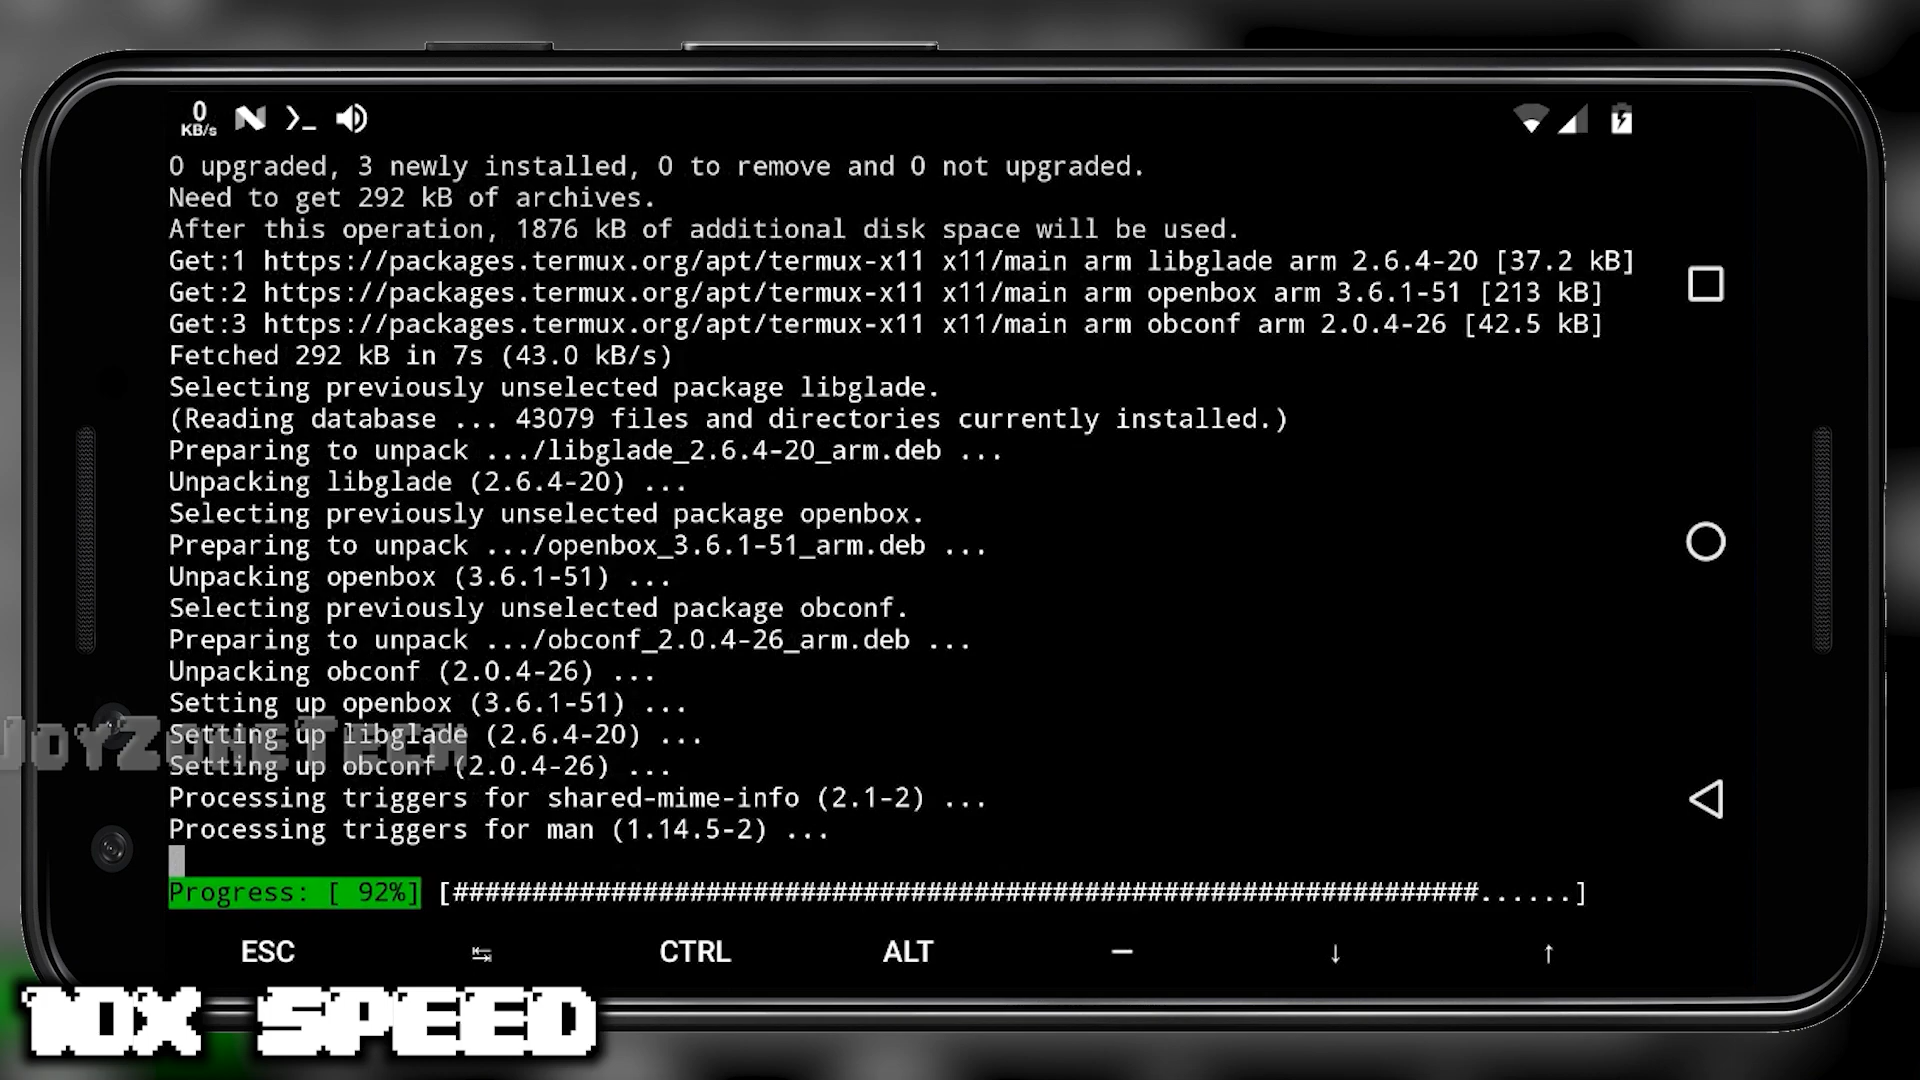 0
KB/s
0 upgraded, 3 newly installed, 0 to remove and 0 not upgraded.
Need to get 292 kB of archives.
After this operation, 1876 kB of additional disk space will be used.
Get:1 https://packages.termux.org/apt/termux-x11 x11/main arm libglade arm 2.6.4-20 [37.2 kB]
Get:2 https://packages.termux.org/apt/termux-x11 x11/main arm openbox arm 3.6.1-51 [213 kB]
Get:3 https://packages.termux.org/apt/termux-x11 x11/main arm obconf arm 2.0.4-26 [42.5 kB]
Fetched 292 kB in 7s (43.0 kB/s)
Selecting previously unselected package libglade.
(Reading database ... 43079 files and directories currently installed.)
Preparing to unpack .../libglade_2.6.4-20_arm.deb ...
Unpacking libglade (2.6.4-20) ...
Selecting previously unselected package openbox.
Preparing to unpack .../openbox_3.6.1-51_arm.deb ...
Unpacking openbox (3.6.1-51) ...
Selecting previously unselected package obconf.
Preparing to unpack .../obconf_2.0.4-26_arm.deb ...
Unpacking obconf (2.0.4-26) ...
Setting up openbox (3.6.1-51) ...
Setting up libglade (2.6.4-20) ...
JoyZoneTech
Setting up obconf (2.0.4-26) ...
Processing triggers for shared-mime-info (2.1-2) ...
Processing triggers for man (1.14.5-2) ...
Progress: [ 92%] [#################################################################......]
ESC ↹ CTRL ALT — ↓ ↑
10X SPEED